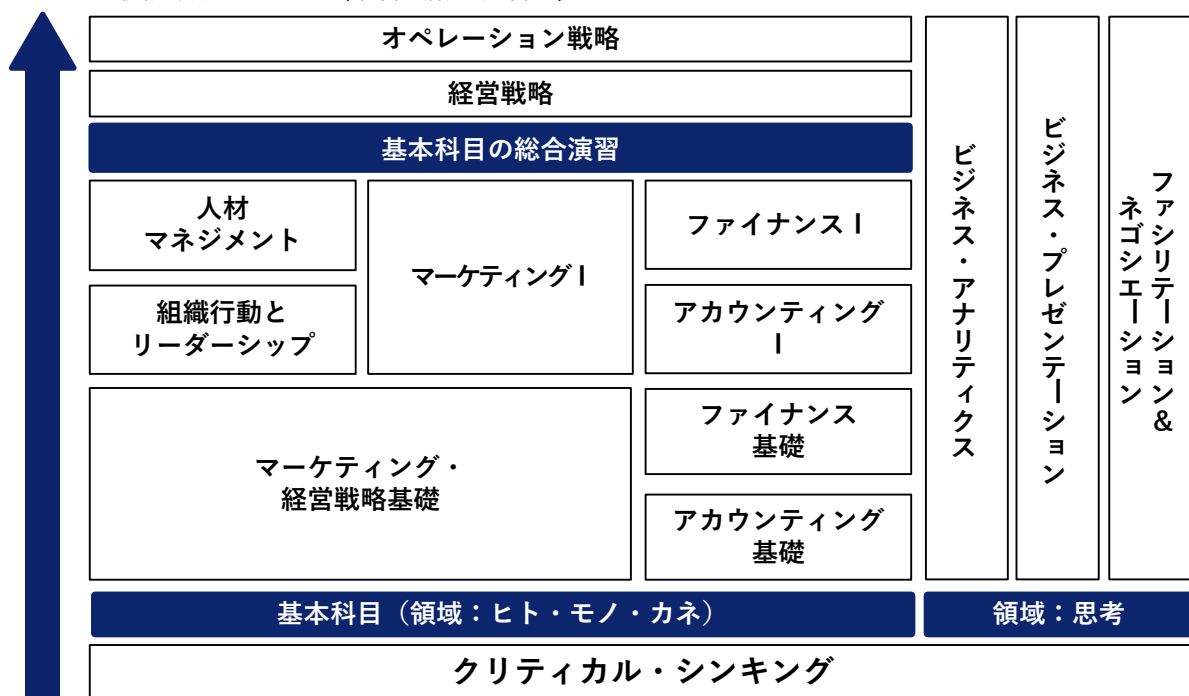 オペレーション戦略
経営戦略
基本科目の総合演習
人材
マネジメント
マーケティングⅠ
ファイナンスⅠ
組織行動と
リーダーシップ
アカウンティング
Ⅰ
マーケティング・
経営戦略基礎
ファイナンス
基礎
アカウンティング
基礎
ビジネス・アナリティクス
ビジネス・プレゼンテーション
ファシリテーション&
ネゴシエーション
基本科目（領域：ヒト・モノ・カネ）
領域：思考
クリティカル・シンキング